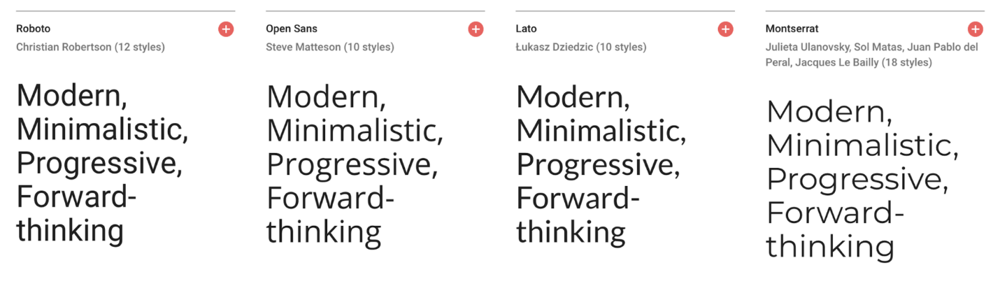 Roboto
Christian Robertson (12 styles)
Modern,
Minimalistic,
Progressive,
Forward-
thinking
Open Sans
Steve Matteson (10 styles)
Modern,
Minimalistic,
Progressive,
Forward-
thinking
Lato
Łukasz Dziedzic (10 styles)
Modern,
Minimalistic,
Progressive,
Forward-
thinking
Montserrat
Julieta Ulanovsky, Sol Matas, Juan Pablo del
Peral, Jacques Le Bailly (18 styles)
Modern,
Minimalistic,
Progressive,
Forward-
thinking